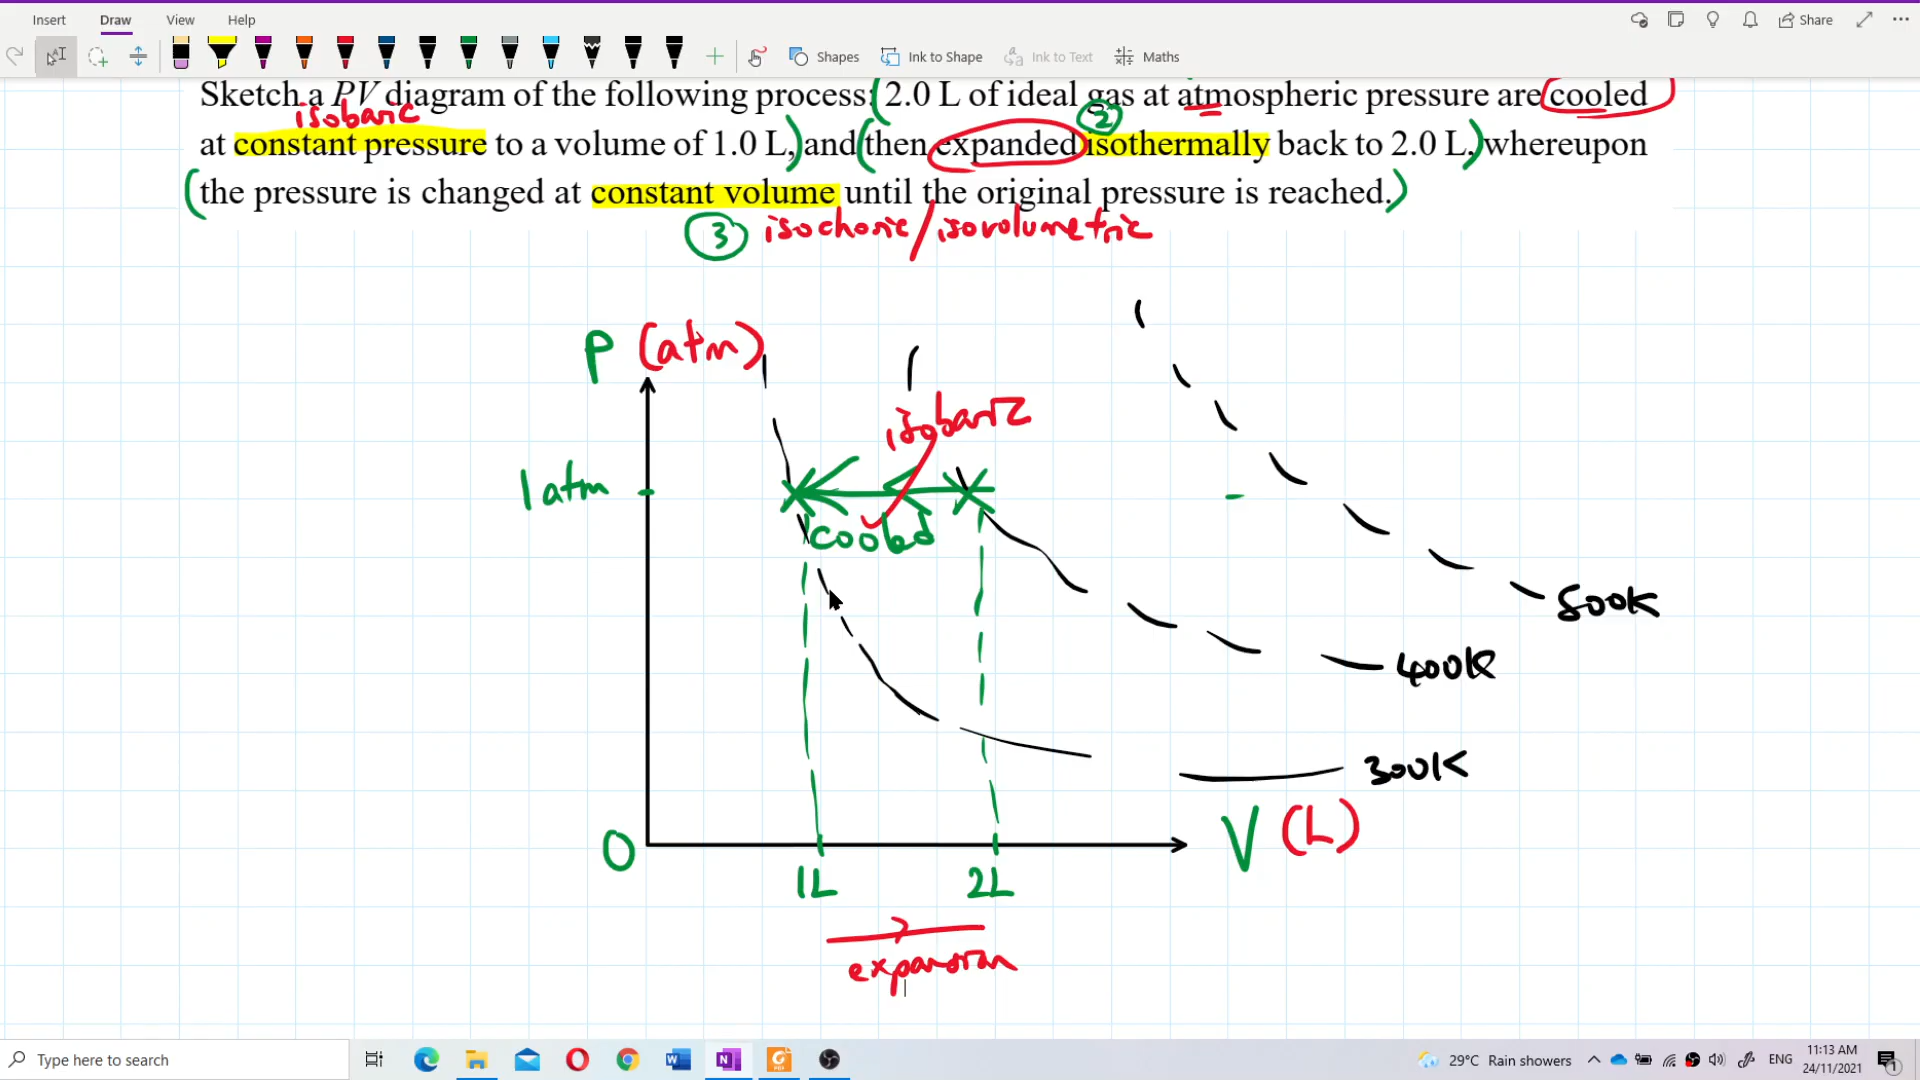 Insert Draw View Help Share
Shapes Ink to Shape Ink to Text Maths
Sketch a PV diagram of the following process: 2.0 L of ideal gas at atmospheric pressure are cooled
isobaric 2
at constant pressure to a volume of 1.0 L, and then expanded isothermally back to 2.0 L, whereupon
the pressure is changed at constant volume until the original pressure is reached.
3 isochoric/isovolumetric
P (atm)
isobaric
1atm
cooled
500K
400K
300K
V (L)
O
1L 2L
expansion
Type here to search
29°C Rain showers ENG 11:13 AM
24/11/2021